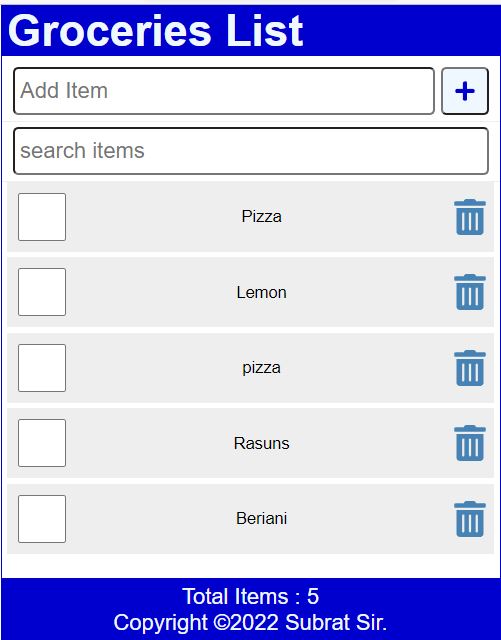 Groceries List
Add Item
search items
Pizza
Lemon
pizza
Rasuns
Beriani
Total Items : 5
Copyright ©2022 Subrat Sir.